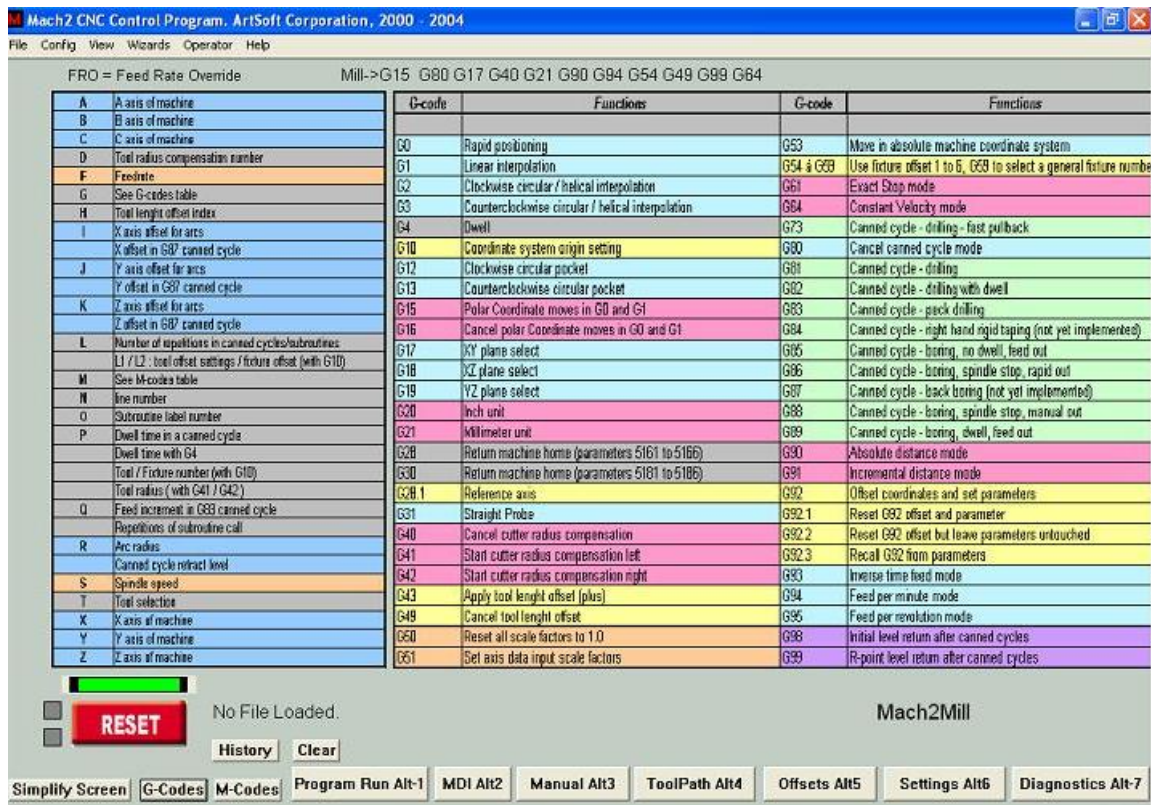 Mach2 CNC Control Program. ArtSoft Corporation, 2000 - 2004
File Config View Wizards Operator Help
FRO = Feed Rate Override
Mill->G15 G80 G17 G40 G21 G90 G94 G54 G49 G99 G64
A A axis of machine
B B axis of machine
C C axis of machine
D Tool radius compensation number
F Feedrate
G See G-codes table
H Tool lenght offset index
I X axis offset for arcs
X offset in G87 canned cycle
J Y axis offset for arcs
Y offset in G87 canned cycle
K Z axis offset for arcs
Z offset in G87 canned cycle
L Number of repetitions in canned cycles/subroutines
L1 / L2 : tool offset settings / fixture offset (with G10)
M See M-codes table
N line number
O Subroutine label number
P Dwell time in a canned cycle
Dwell time with G4
Tool / Fixture number (with G10)
Tool radius ( with G41 / G42 )
Q Feed increment in G83 canned cycle
Repetitions of subroutine call
R Arc radius
Canned cycle retract level
S Spindle speed
T Tool selection
X X axis of machine
Y Y axis of machine
Z Z axis of machine
G-code Functions
G0 Rapid positioning
G1 Linear interpolation
G2 Clockwise circular / helical interpolation
G3 Counterclockwise circular / helical interpolation
G4 Dwell
G10 Coordinate system origin setting
G12 Clockwise circular pocket
G13 Counterclockwise circular pocket
G15 Polar Coordinate moves in G0 and G1
G16 Cancel polar Coordinate moves in G0 and G1
G17 XY plane select
G18 XZ plane select
G19 YZ plane select
G20 Inch unit
G21 Millimeter unit
G28 Return machine home (parameters 5161 to 5166)
G30 Return machine home (parameters 5181 to 5186)
G28.1 Reference axis
G31 Straight Probe
G40 Cancel cutter radius compensation
G41 Start cutter radius compensation left
G42 Start cutter radius compensation right
G43 Apply tool lenght offset (plus)
G49 Cancel tool lenght offset
G50 Reset all scale factors to 1.0
G51 Set axis data input scale factors
G-code Functions
G53 Move in absolute machine coordinate system
G54 à G59 Use fixture offset 1 to 6, G59 to select a general fixture numbe
G61 Exact Stop mode
G64 Constant Velocity mode
G73 Canned cycle - drilling - fast pullback
G80 Cancel canned cycle mode
G81 Canned cycle - drilling
G82 Canned cycle - drilling with dwell
G83 Canned cycle - peck drilling
G84 Canned cycle - right hand rigid taping (not yet implemented)
G85 Canned cycle - boring, no dwell, feed out
G86 Canned cycle - boring, spindle stop, rapid out
G87 Canned cycle - back boring (not yet implemented)
G88 Canned cycle - boring, spindle stop, manual out
G89 Canned cycle - boring, dwell, feed out
G90 Absolute distance mode
G91 Incremental distance mode
G92 Offset coordinates and set parameters
G92.1 Reset G92 offset and parameter
G92.2 Reset G92 offset but leave parameters untouched
G92.3 Recall G92 from parameters
G93 Inverse time feed mode
G94 Feed per minute mode
G95 Feed per revolution mode
G98 Initial level return after canned cycles
G99 R-point level return after canned cycles
RESET
No File Loaded.
Mach2Mill
History Clear
Simplify Screen G-Codes M-Codes Program Run Alt-1 MDI Alt2 Manual Alt3 ToolPath Alt4 Offsets Alt5 Settings Alt6 Diagnostics Alt-7